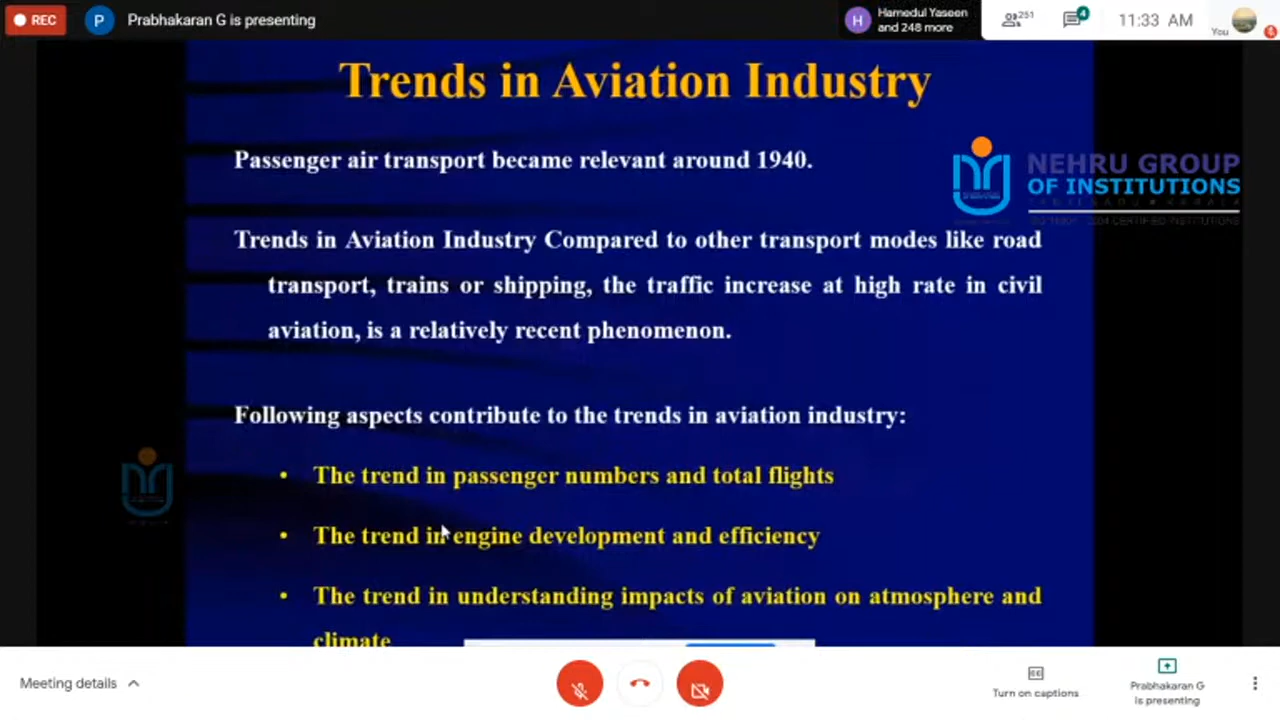 REC
P
Prabhakaran G is presenting
H
Hamedul Yaseen
and 248 more
251
4
11:33 AM
You
Trends in Aviation Industry
Passenger air transport became relevant around 1940.
NEHRU GROUP
OF INSTITUTIONS
Trends in Aviation Industry Compared to other transport modes like road
transport, trains or shipping, the traffic increase at high rate in civil
aviation, is a relatively recent phenomenon.
Following aspects contribute to the trends in aviation industry:
• The trend in passenger numbers and total flights
• The trend in engine development and efficiency
• The trend in understanding impacts of aviation on atmosphere and
climate
Meeting details
Turn on captions
Prabhakaran G
is presenting